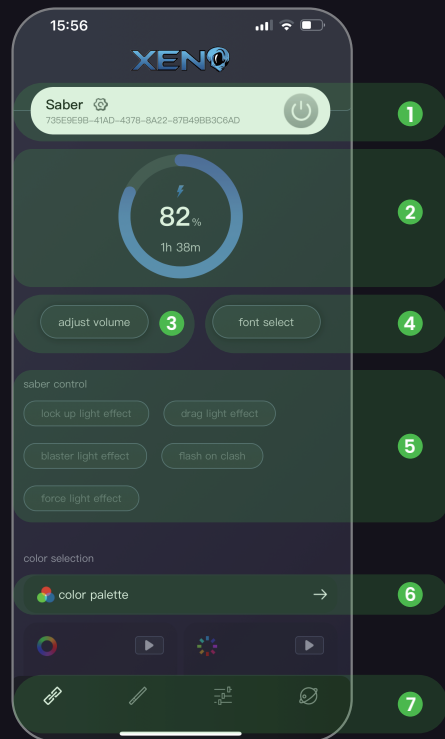 15:56
XENO
Saber
735E9E9B-41AD-4378-8A22-87B49BB3C6AD
1
82%
1h 38m
2
adjust volume
3
font select
4
saber control
lock up light effect
drag light effect
blaster light effect
flash on clash
5
force light effect
color selection
color palette
6
7